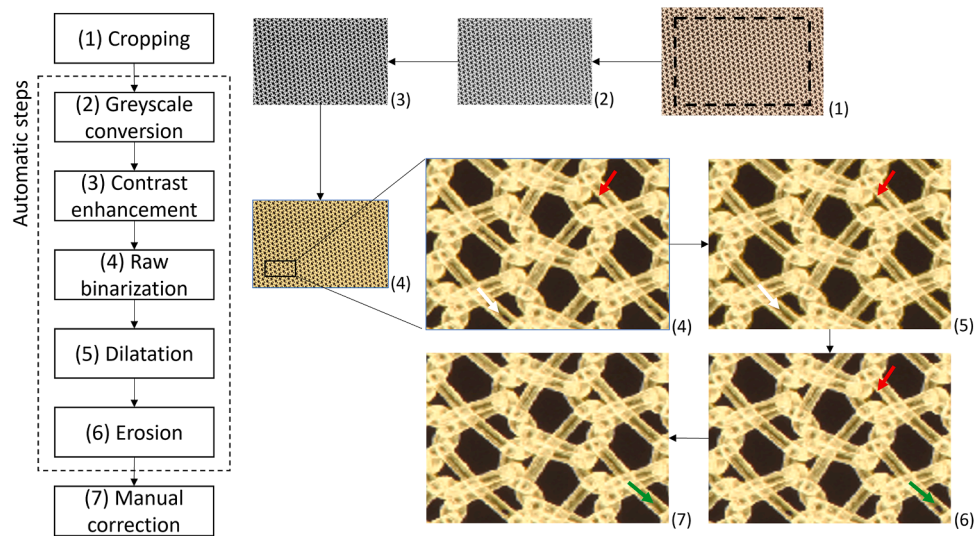 (1) Cropping
Automatic steps
(2) Greyscale
conversion
(3) Contrast
enhancement
(4) Raw
binarization
(5) Dilatation
(6) Erosion
(7) Manual
correction
(3)
(2)
(1)
(4)
(4)
(5)
(7)
(6)